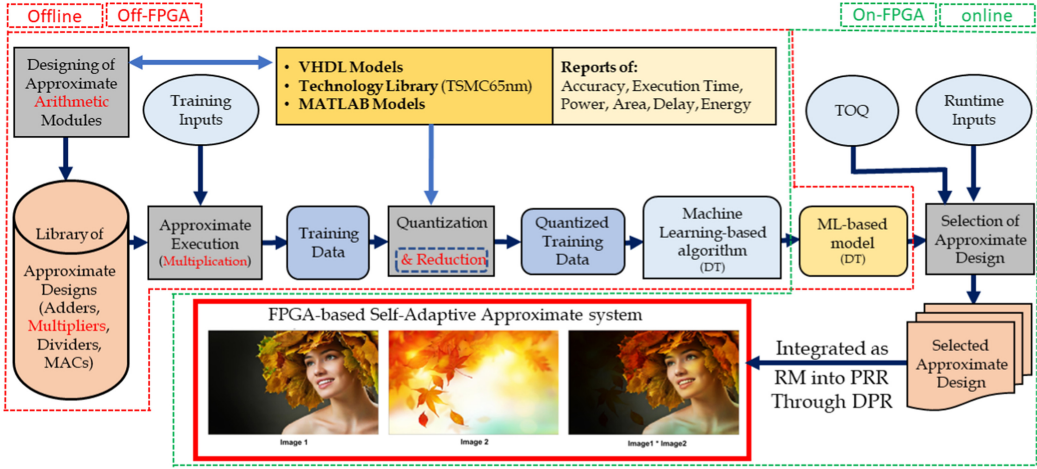 Offline
Off-FPGA
On-FPGA
online
Designing of
Approximate
Arithmetic
Modules
Training
Inputs
• VHDL Models
• Technology Library (TSMC65nm)
• MATLAB Models
Reports of:
Accuracy, Execution Time,
Power, Area, Delay, Energy
TOQ
Runtime
Inputs
Library of
Approximate
Designs
(Adders,
Multipliers,
Dividers,
MACs)
Approximate
Execution
(Multiplication)
Training
Data
Quantization
& Reduction
Quantized
Training
Data
Machine
Learning-based
algorithm
(DT)
ML-based
model
(DT)
Selection of
Approximate
Design
FPGA-based Self-Adaptive Approximate system
Image 1
Image 2
Image1 * Image2
Integrated as
RM into PRR
Through DPR
Selected
Approximate
Design